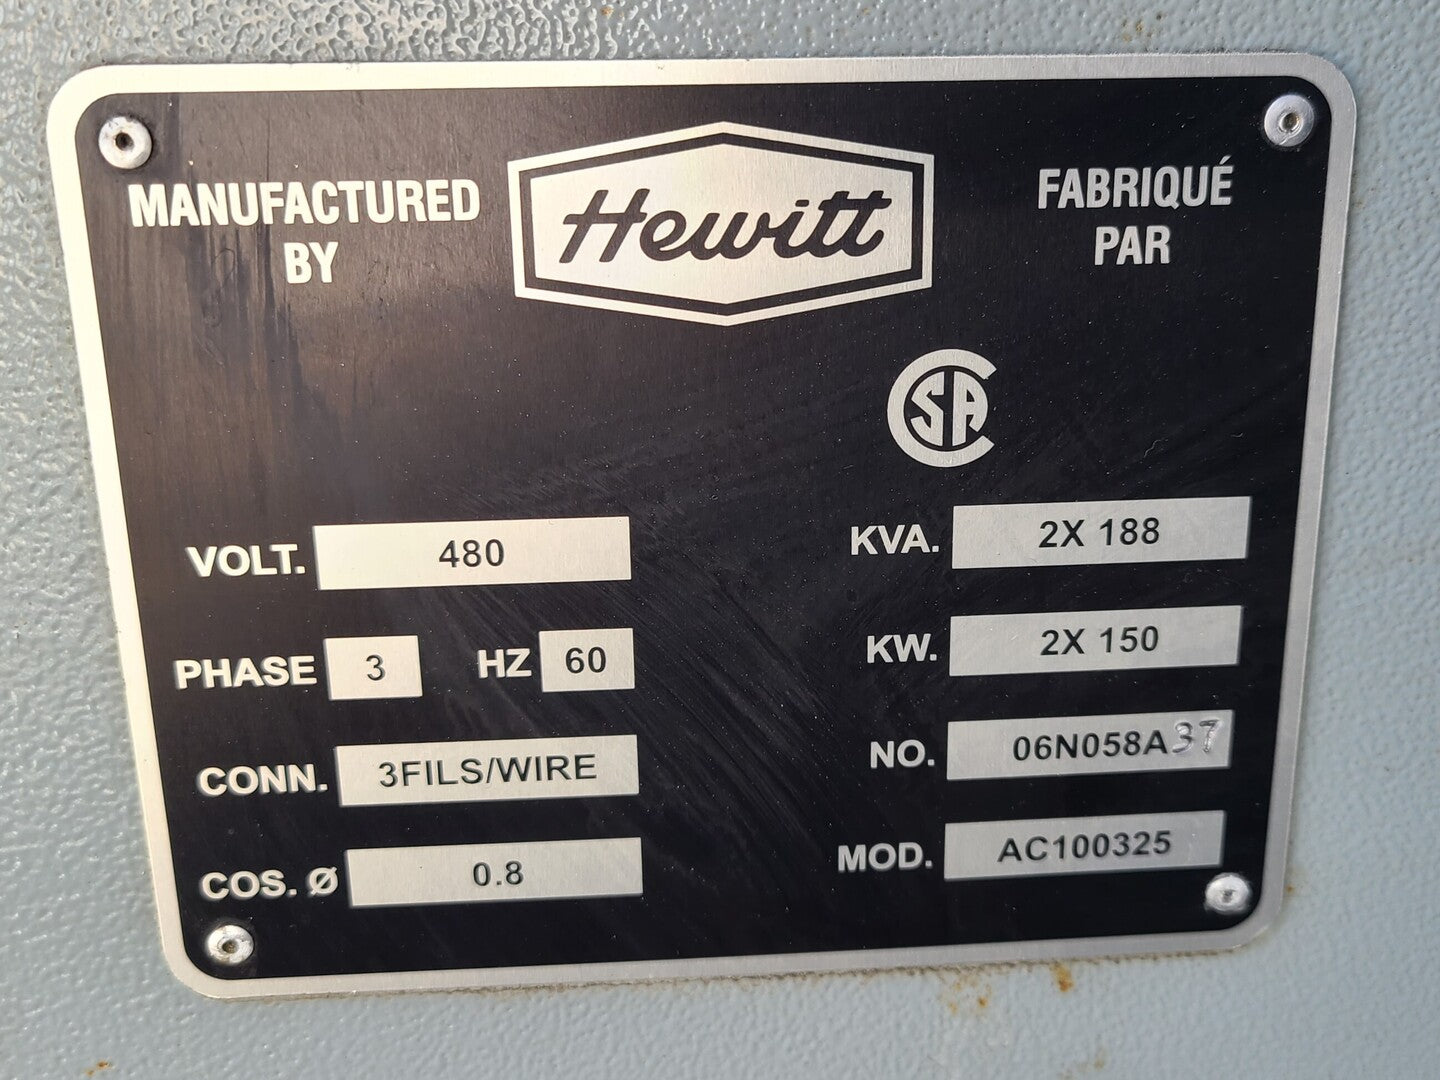 MANUFACTURED
BY
Hewitt
FABRIQUÉ
PAR
CSA
VOLT. 480
KVA. 2X 188
PHASE 3 HZ 60
KW. 2X 150
CONN. 3FILS/WIRE
NO. 06N058A37
COS. Ø 0.8
MOD. AC100325